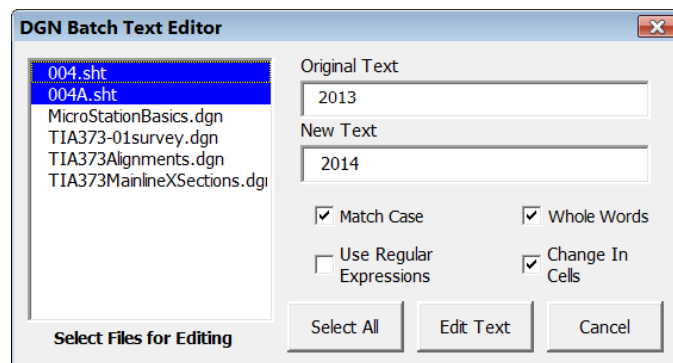 DGN Batch Text Editor
004.sht
004A.sht
MicroStationBasics.dgn
TIA373-01survey.dgn
TIA373Alignments.dgn
TIA373MainlineXSections.dgn
Select Files for Editing
Original Text
2013
New Text
2014
Match Case
Whole Words
Use Regular
Expressions
Change In
Cells
Select All
Edit Text
Cancel